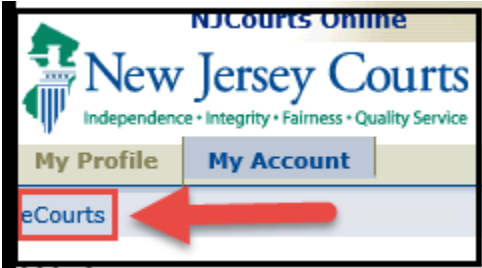 NJCourts Online
New Jersey Courts
Independence • Integrity • Fairness • Quality Service
My Profile My Account
eCourts